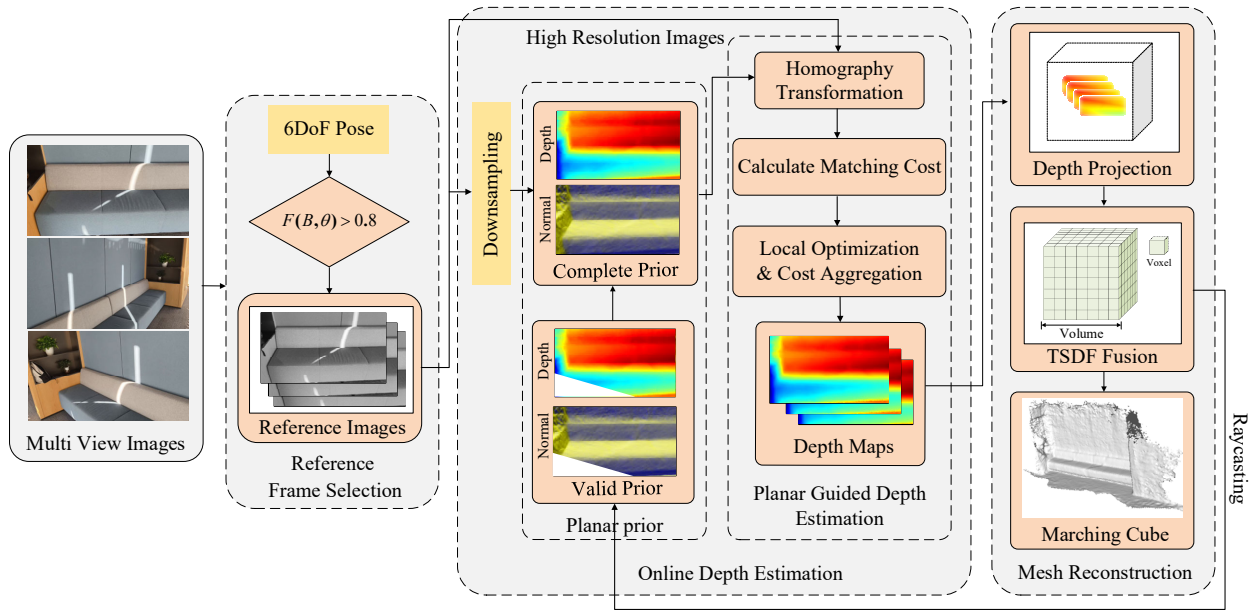 Multi View Images
6DoF Pose
F(B,θ)>0.8
Reference Images
Reference
Frame Selection
High Resolution Images
Downsampling
Depth
Normal
Complete Prior
Depth
Normal
Valid Prior
Planar prior
Homography
Transformation
Calculate Matching Cost
Local Optimization
& Cost Aggregation
Depth Maps
Planar Guided Depth
Estimation
Online Depth Estimation
Depth Projection
Voxel
Volume
TSDF Fusion
Marching Cube
Mesh Reconstruction
Raycasting